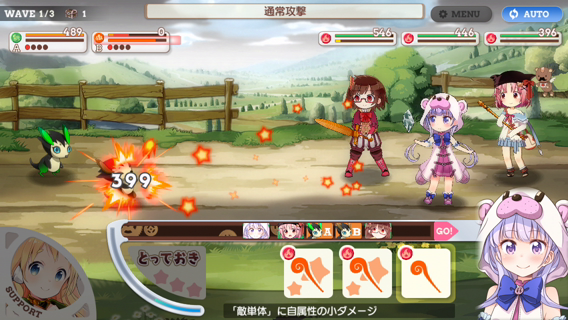 WAVE 1/3
1
通常攻撃
MENU
AUTO
A
489
B
0
546
446
396
399
A
B
GO!
とっておき
SUPPORT
「敵単体」に自属性の小ダメージ